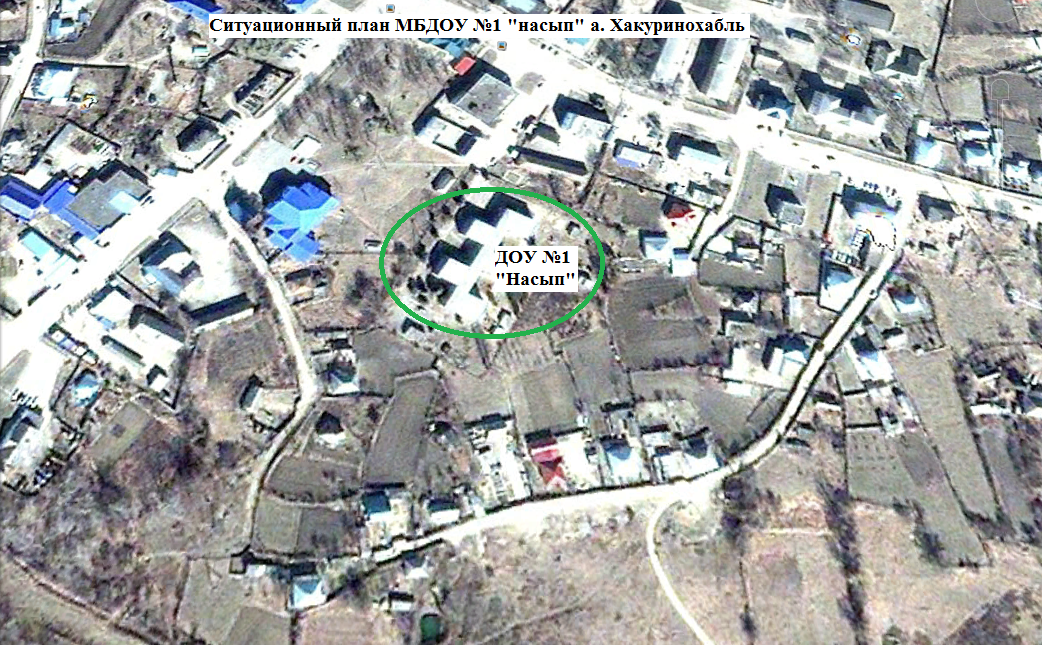 Ситуационный план МБДОУ №1 "насып" а. Хакуринохабль
ДОУ №1
"Насып"